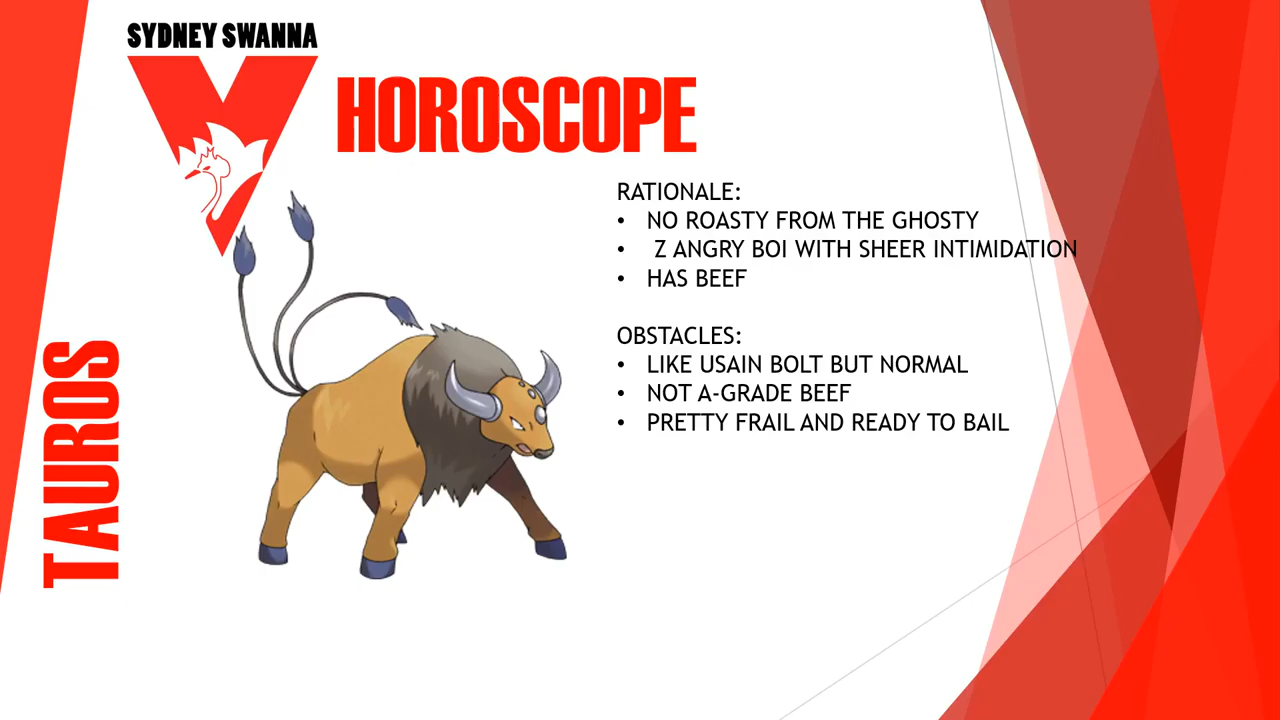 SYDNEY SWANNA
HOROSCOPE
RATIONALE:
• NO ROASTY FROM THE GHOSTY
• Z ANGRY BOI WITH SHEER INTIMIDATION
• HAS BEEF
OBSTACLES:
• LIKE USAIN BOLT BUT NORMAL
• NOT A-GRADE BEEF
• PRETTY FRAIL AND READY TO BAIL
TAUROS